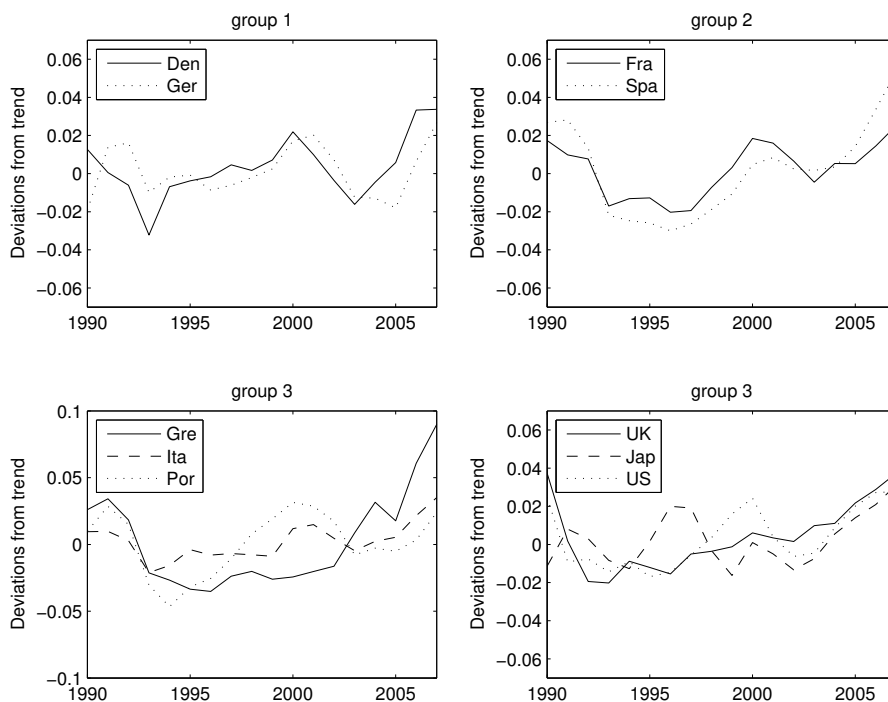 group 1
Deviations from trend
0.06
0.04
0.02
0
−0.02
−0.04
−0.06
Den
Ger
1990
1995
2000
2005
group 2
Deviations from trend
0.06
0.04
0.02
0
−0.02
−0.04
−0.06
Fra
Spa
1990
1995
2000
2005
group 3
Deviations from trend
0.1
0.05
0
−0.05
−0.1
Gre
Ita
Por
1990
1995
2000
2005
group 3
Deviations from trend
0.06
0.04
0.02
0
−0.02
−0.04
−0.06
UK
Jap
US
1990
1995
2000
2005